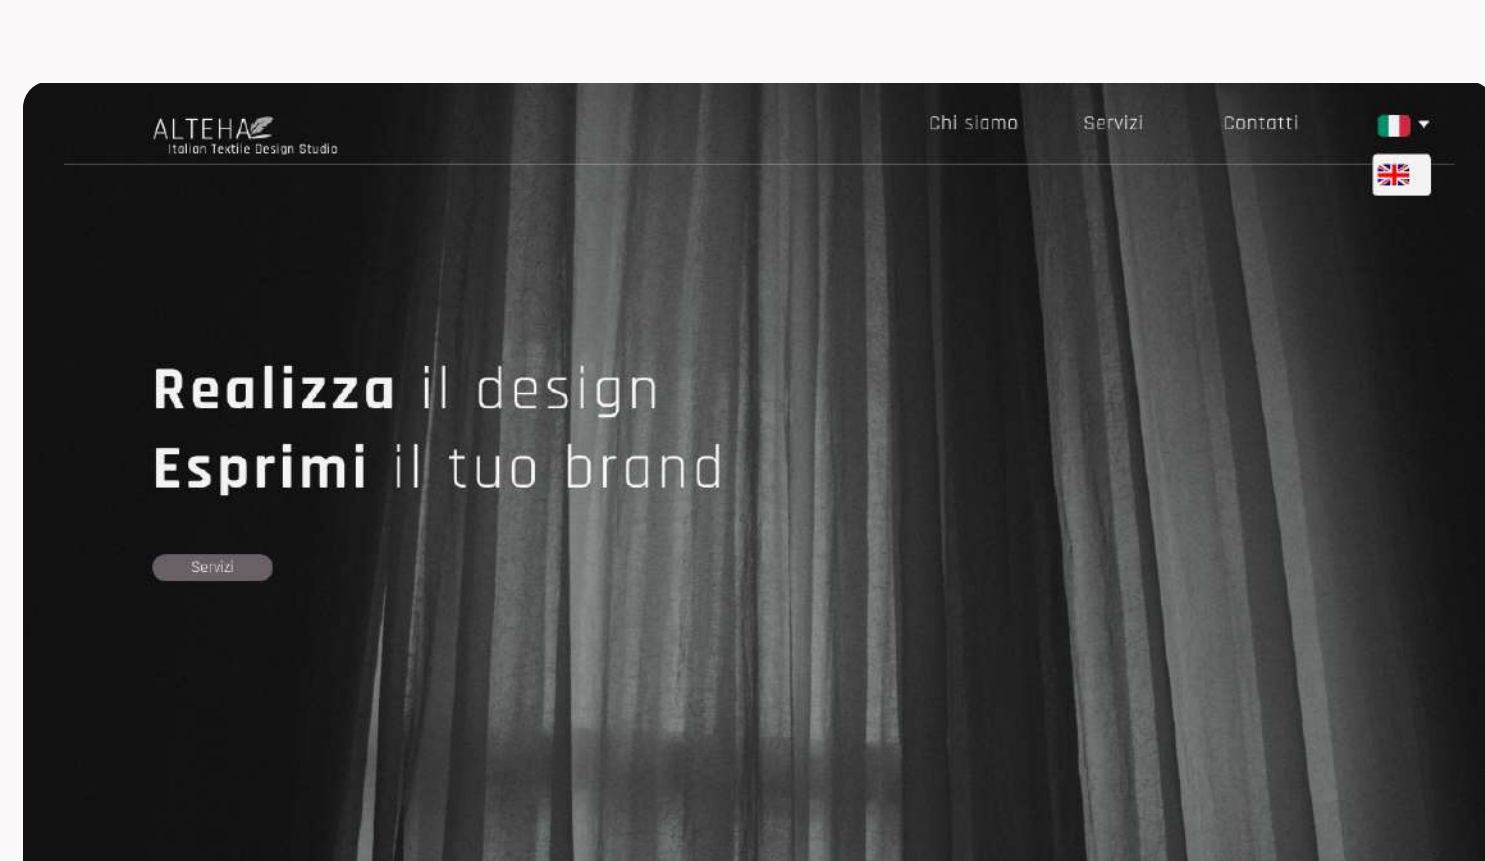 ALTEHA
Italian Textile Design Studio
Chi siamo
Servizi
Contatti
Realizza il design
Esprimi il tuo brand
Servizi